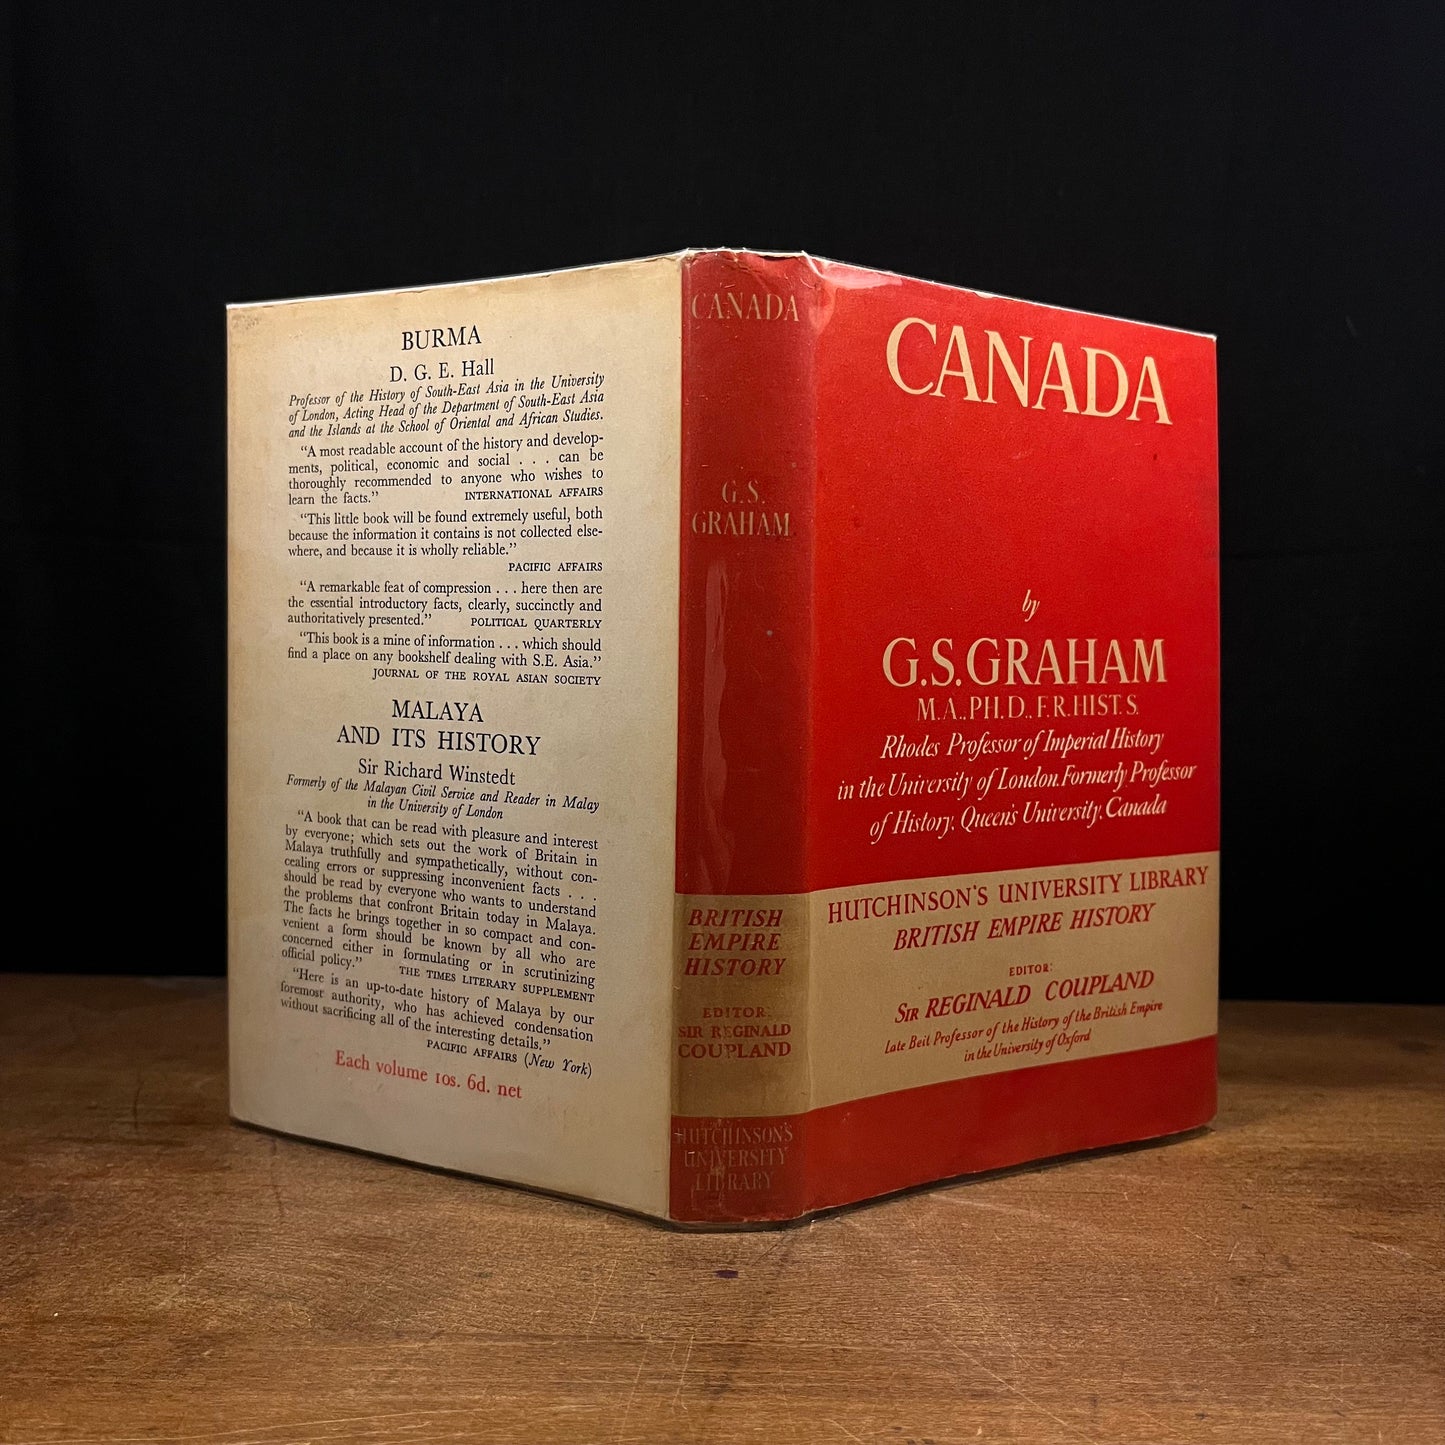 BURMA
D. G. E. Hall
Professor of the History of South-East Asia in the University
of London, Acting Head of the Department of South-East Asia
and the Islands at the School of Oriental and African Studies.
“A most readable account of the history and develop-
ments, political, economic and social . . . can be
thoroughly recommended to anyone who wishes to
learn the facts.” INTERNATIONAL AFFAIRS
“This little book will be found extremely useful, both
because the information it contains is not collected else-
where, and because it is wholly reliable.”
PACIFIC AFFAIRS
“A remarkable feat of compression . . . here then are
the essential introductory facts, clearly, succinctly and
authoritatively presented.” POLITICAL QUARTERLY
“This book is a mine of information . . . which should
find a place on any bookshelf dealing with S.E. Asia.”
JOURNAL OF THE ROYAL ASIAN SOCIETY
MALAYA
AND ITS HISTORY
Sir Richard Winstedt
Formerly of the Malayan Civil Service and Reader in Malay
in the University of London
“A book that can be read with pleasure and interest
by everyone; which sets out the work of Britain in
Malaya truthfully and sympathetically, without con-
cealing errors or suppressing inconvenient facts . . .
should be read by everyone who wants to understand
the problems that confront Britain today in Malaya.
The facts he brings together in so compact and con-
venient a form should be known by all who are
concerned either in formulating or in scrutinizing
official policy.” THE TIMES LITERARY SUPPLEMENT
“Here is an up-to-date history of Malaya by our
foremost authority, who has achieved condensation
without sacrificing all of the interesting details.”
PACIFIC AFFAIRS (New York)
Each volume 10s. 6d. net
CANADA
G.S.
GRAHAM
BRITISH
EMPIRE
HISTORY
EDITOR:
SIR REGINALD
COUPLAND
HUTCHINSON'S
UNIVERSITY
LIBRARY
CANADA
by
G.S.GRAHAM
M.A.,PH.D., F.R.HIST.S.
Rhodes Professor of Imperial History
in the University of London. Formerly Professor
of History, Queen's University, Canada
HUTCHINSON'S UNIVERSITY LIBRARY
BRITISH EMPIRE HISTORY
EDITOR:
SIR REGINALD COUPLAND
Late Beit Professor of the History of the British Empire
in the University of Oxford